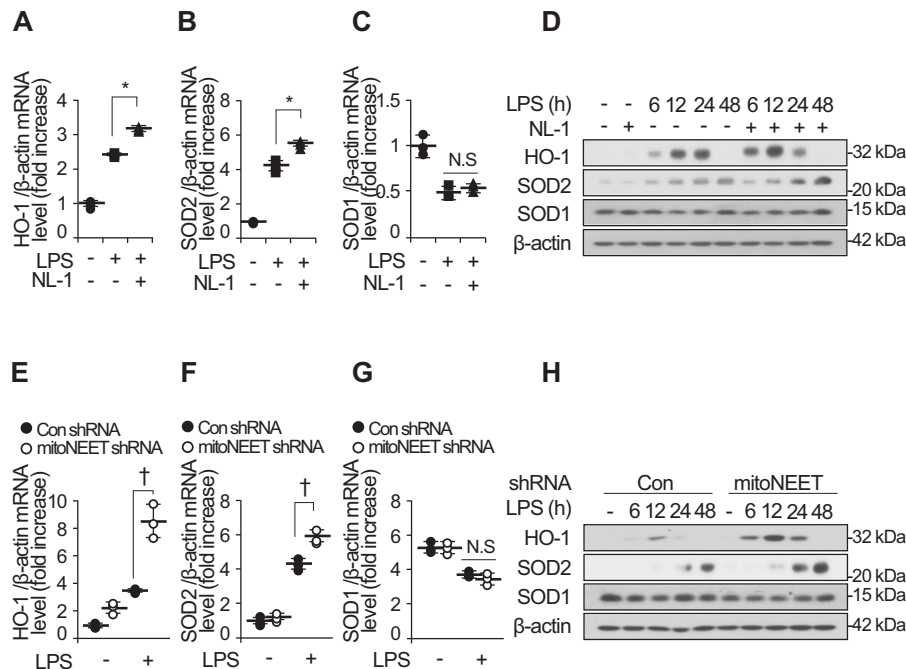 A
HO-1 /β-actin mRNA
level (fold increase)
4
3
2
1
0
*
LPS - + +
NL-1 - - +
B
SOD2 /β-actin mRNA
level (fold increase)
8
6
4
2
0
*
LPS - + +
NL-1 - - +
C
SOD1 /β-actin mRNA
level (fold increase)
1.5
1
0.5
0
N.S
LPS - + +
NL-1 - - +
D
LPS (h) - - 6 12 24 48 6 12 24 48
NL-1 - + - - - - + + + +
HO-1 -32 kDa
SOD2 -20 kDa
SOD1 -15 kDa
β-actin -42 kDa
E
Con shRNA
mitoNEET shRNA
HO-1 /β-actin mRNA
level (fold increase)
10
8
6
4
2
0
†
LPS - +
F
Con shRNA
mitoNEET shRNA
SOD2 /β-actin mRNA
level (fold increase)
8
6
4
2
0
†
LPS - +
G
Con shRNA
mitoNEET shRNA
SOD1 /β-actin mRNA
level (fold increase)
8
6
4
2
0
N.S
LPS - +
H
shRNA Con mitoNEET
LPS (h) - 6 12 24 48 - 6 12 24 48
HO-1 -32 kDa
SOD2 -20 kDa
SOD1 -15 kDa
β-actin -42 kDa